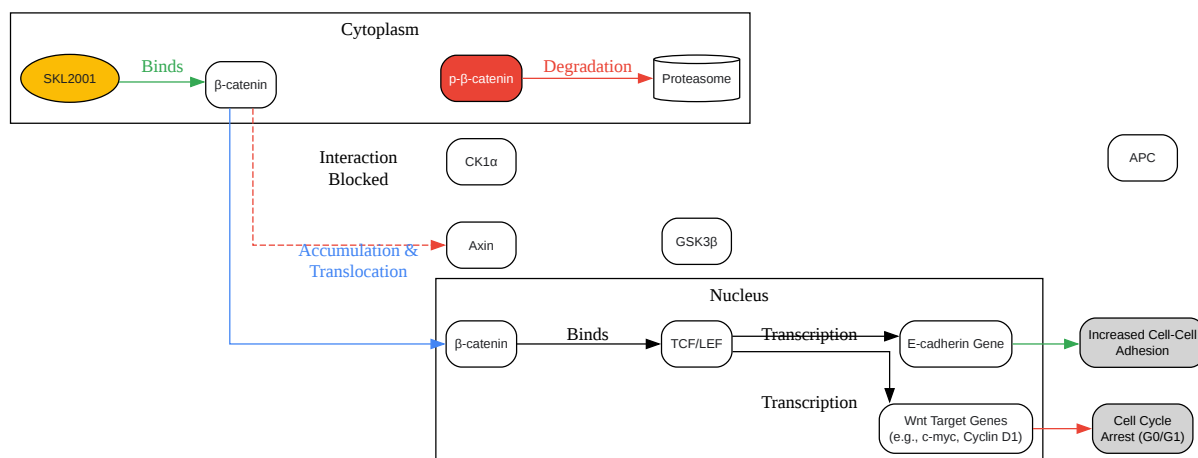 Cytoplasm
SKL2001
Binds
β-catenin
p-β-catenin
Degradation
Proteasome
Interaction
Blocked
CK1α
APC
Axin
GSK3β
Accumulation &
Translocation
Nucleus
β-catenin
Binds
TCF/LEF
Transcription
E-cadherin Gene
Increased Cell-Cell
Adhesion
Transcription
Wnt Target Genes
(e.g., c-myc, Cyclin D1)
Cell Cycle
Arrest (G0/G1)